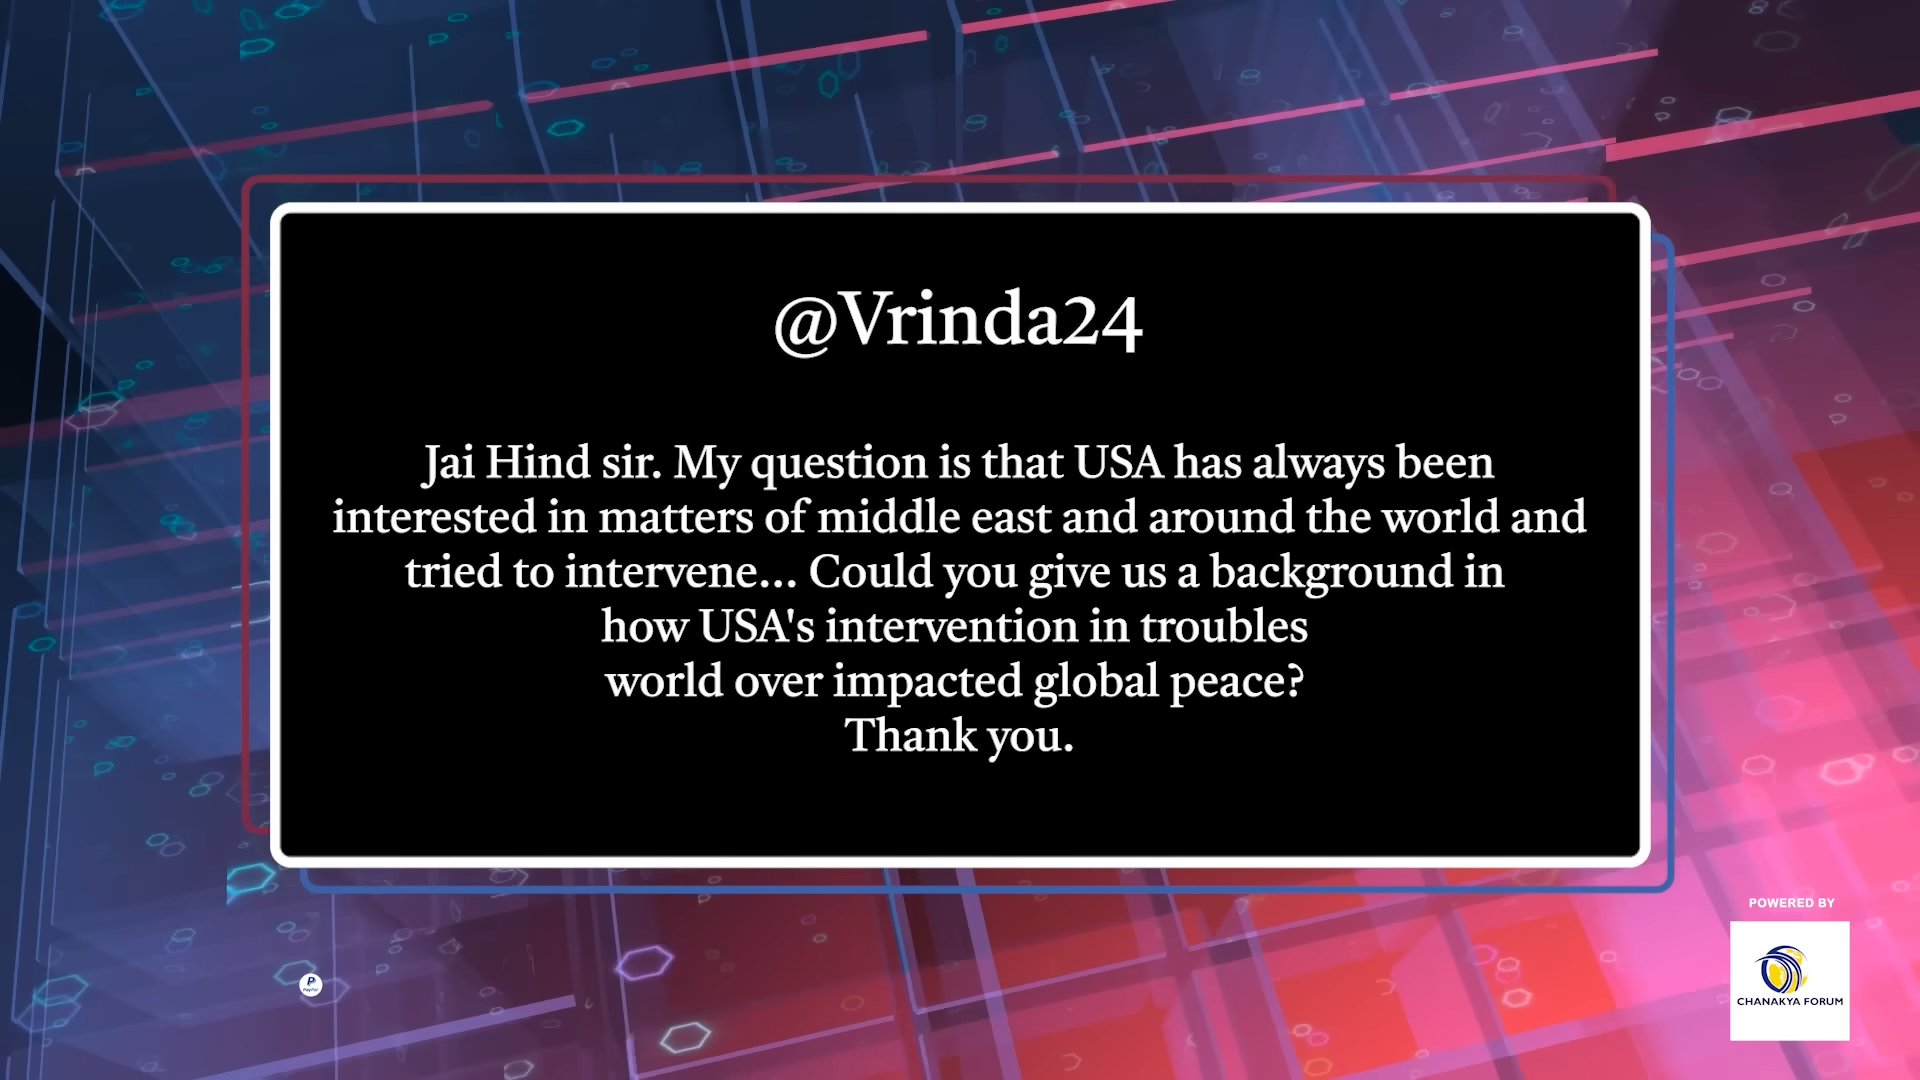 @Vrinda24
Jai Hind sir. My question is that USA has always been
interested in matters of middle east and around the world and
tried to intervene... Could you give us a background in
how USA's intervention in troubles
world over impacted global peace?
Thank you.
POWERED BY
CHANAKYA FORUM
PayPal